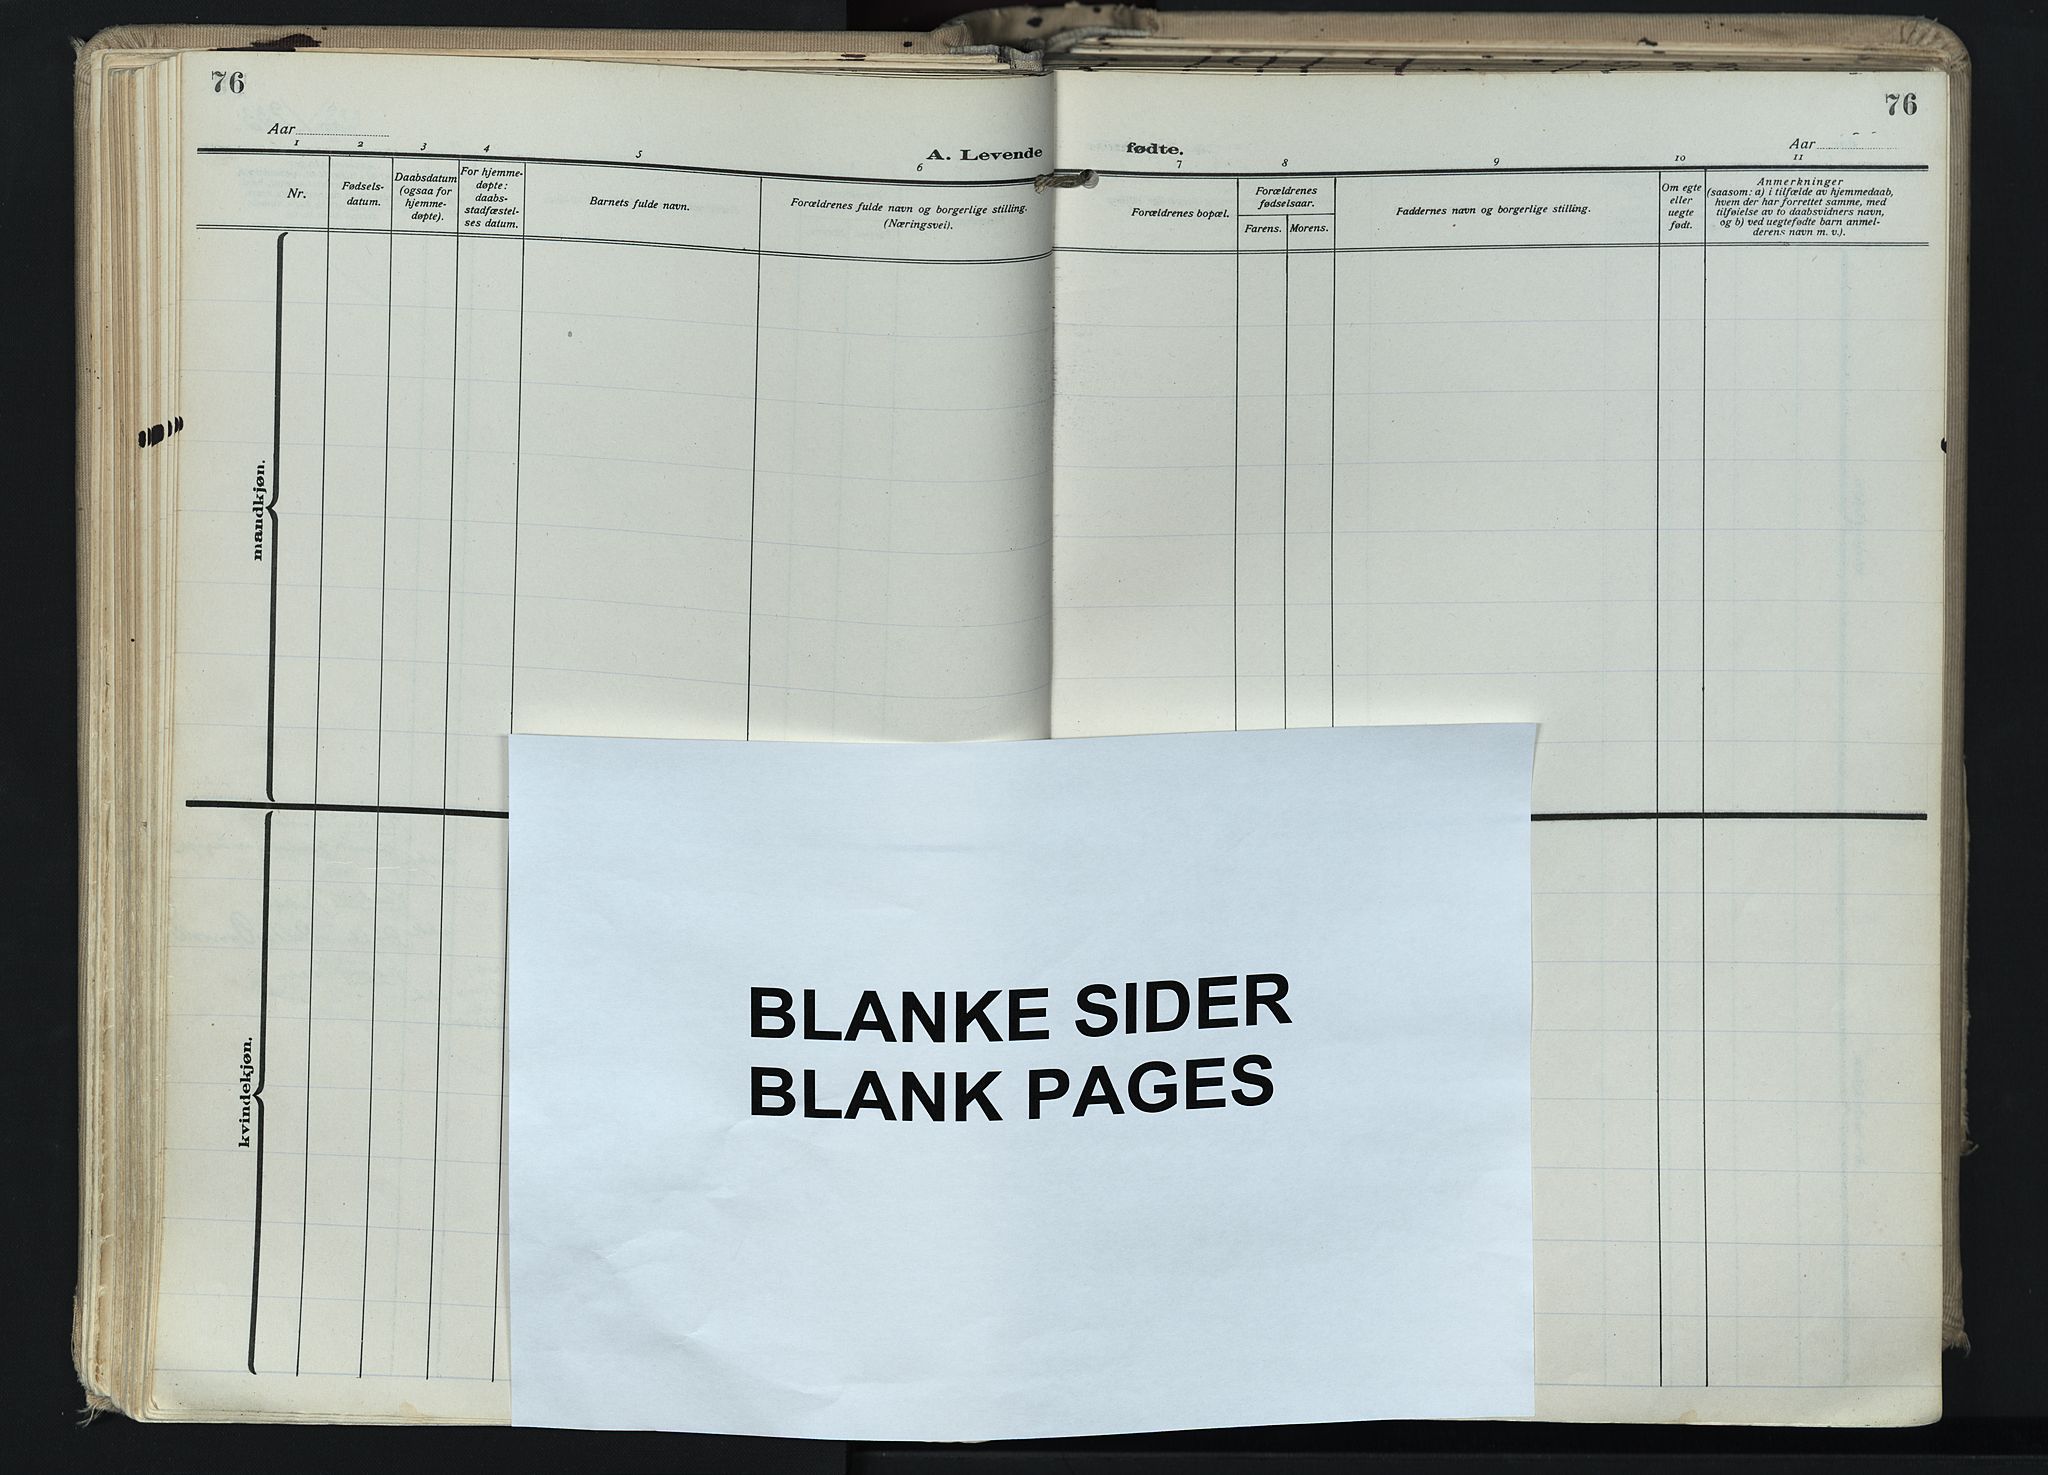 76
76
Aar
Aar
A. Levende fødte.
1 2 3 4 5 6 7 8 9 10 11
Nr.
Fødsels-
datum.
Daabsdatum
(ogsaa for
hjemme-
døpte).
For hjemme-
døpte:
daabs-
stadfæstel-
ses datum.
Barnets fulde navn.
Forældrenes fulde navn og borgerlige stilling.
(Næringsvei).
Forældrenes bopæl.
Forældrenes
fødselsaar.
Farens. Morens.
Faddernes navn og borgerlige stilling.
Om egte
eller
uegte
født.
Anmerkninger
(saasom: a) i tilfælde av hjemmedaab,
hvem der har forrettet samme, med
tilføielse av to daabsvidners navn,
og b) ved uegtefødte barn anmel-
derens navn m. v.).
mandkjøn.
kvindekjøn.
BLANKE SIDER
BLANK PAGES